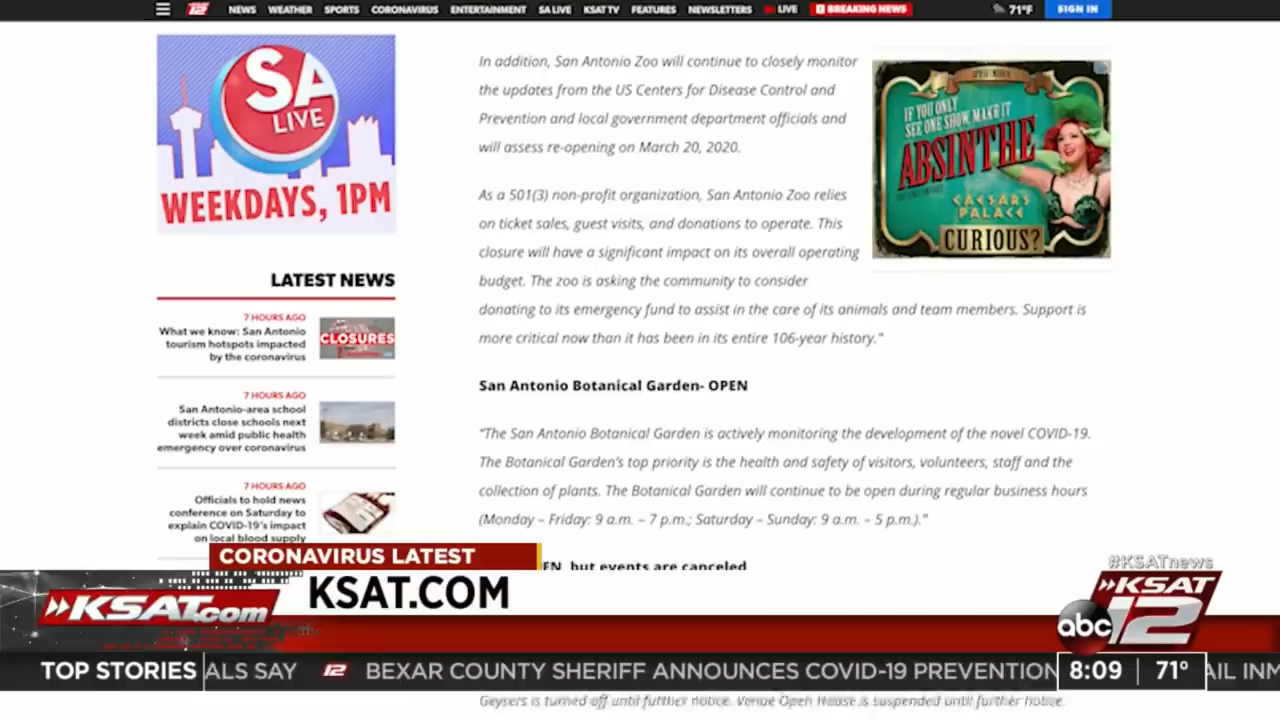 12
NEWS WEATHER SPORTS CORONAVIRUS ENTERTAINMENT SA LIVE KSAT TV FEATURES NEWSLETTERS LIVE BREAKING NEWS 71°F SIGN IN
SA
LIVE
WEEKDAYS, 1PM
LATEST NEWS
7 HOURS AGO
What we know: San Antonio
tourism hotspots impacted
by the coronavirus
CLOSURES
7 HOURS AGO
San Antonio-area school
districts close schools next
week amid public health
emergency over coronavirus
7 HOURS AGO
Officials to hold news
conference on Saturday to
explain COVID-19's impact
on local blood supply
In addition, San Antonio Zoo will continue to closely monitor
the updates from the US Centers for Disease Control and
Prevention and local government department officials and
will assess re-opening on March 20, 2020.
As a 501(3) non-profit organization, San Antonio Zoo relies
on ticket sales, guest visits, and donations to operate. This
closure will have a significant impact on its overall operating
budget. The zoo is asking the community to consider
donating to its emergency fund to assist in the care of its animals and team members. Support is
more critical now than it has been in its entire 106-year history."
San Antonio Botanical Garden- OPEN
"The San Antonio Botanical Garden is actively monitoring the development of the novel COVID-19.
The Botanical Garden's top priority is the health and safety of visitors, volunteers, staff and the
collection of plants. The Botanical Garden will continue to be open during regular business hours
(Monday – Friday: 9 a.m. – 7 p.m.; Saturday – Sunday: 9 a.m. – 5 p.m.)."
EN, but events are canceled
IF YOU ONLY
SEE ONE SHOW, MAKE IT
ABSINTHE
CAESARS
PALACE
CURIOUS?
CORONAVIRUS LATEST
KSAT.COM
KSAT.com
#KSATnews
KSAT
abc 12
TOP STORIES ALS SAY 12 BEXAR COUNTY SHERIFF ANNOUNCES COVID-19 PREVENTION 8:09 71° AIL INM
Geysers is turned off until further notice. Venue Open House is suspended until further notice.